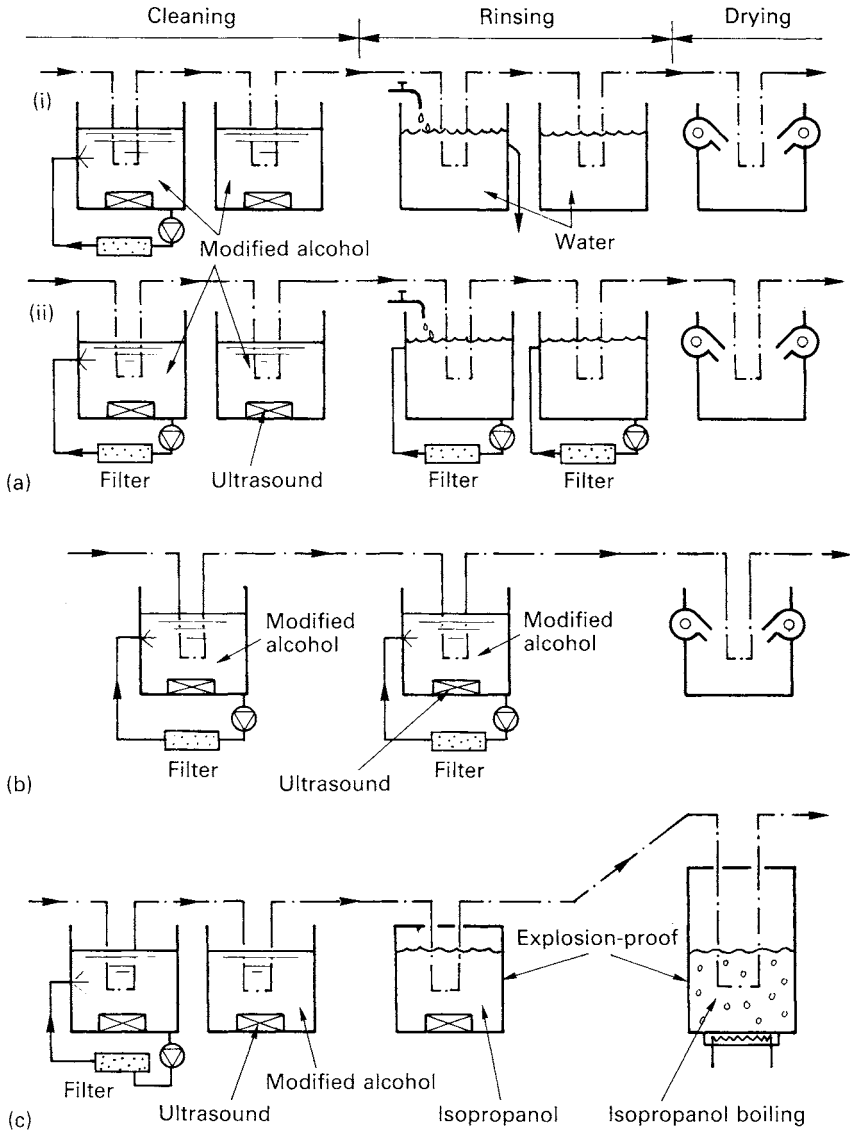 Cleaning
Rinsing
Drying
(i)
Modified alcohol
Water
(ii)
Filter
Ultrasound
Filter
Filter
(a)
Modified
alcohol
Modified
alcohol
Filter
Ultrasound
Filter
(b)
Explosion-proof
Filter
Modified alcohol
Ultrasound
Isopropanol
Isopropanol boiling
(c)